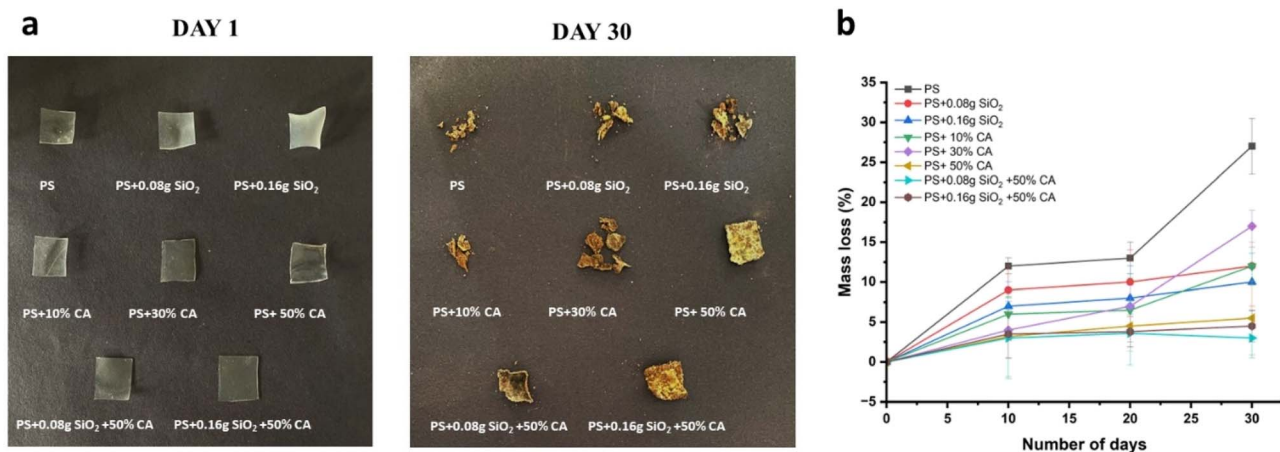 a
DAY 1
DAY 30
b
PS
PS+0.08g SiO₂
PS+0.16g SiO₂
PS+10% CA
PS+30% CA
PS+ 50% CA
PS+0.08g SiO₂ +50% CA
PS+0.16g SiO₂ +50% CA
PS
PS+0.08g SiO₂
PS+0.16g SiO₂
PS+10% CA
PS+30% CA
PS+ 50% CA
PS+0.08g SiO₂ +50% CA
PS+0.16g SiO₂ +50% CA
35
30
25
20
15
10
5
0
−5
Mass loss (%)
PS
PS+0.08g SiO₂
PS+0.16g SiO₂
PS+ 10% CA
PS+ 30% CA
PS+ 50% CA
PS+0.08g SiO₂ +50% CA
PS+0.16g SiO₂ +50% CA
0
10
20
30
Number of days